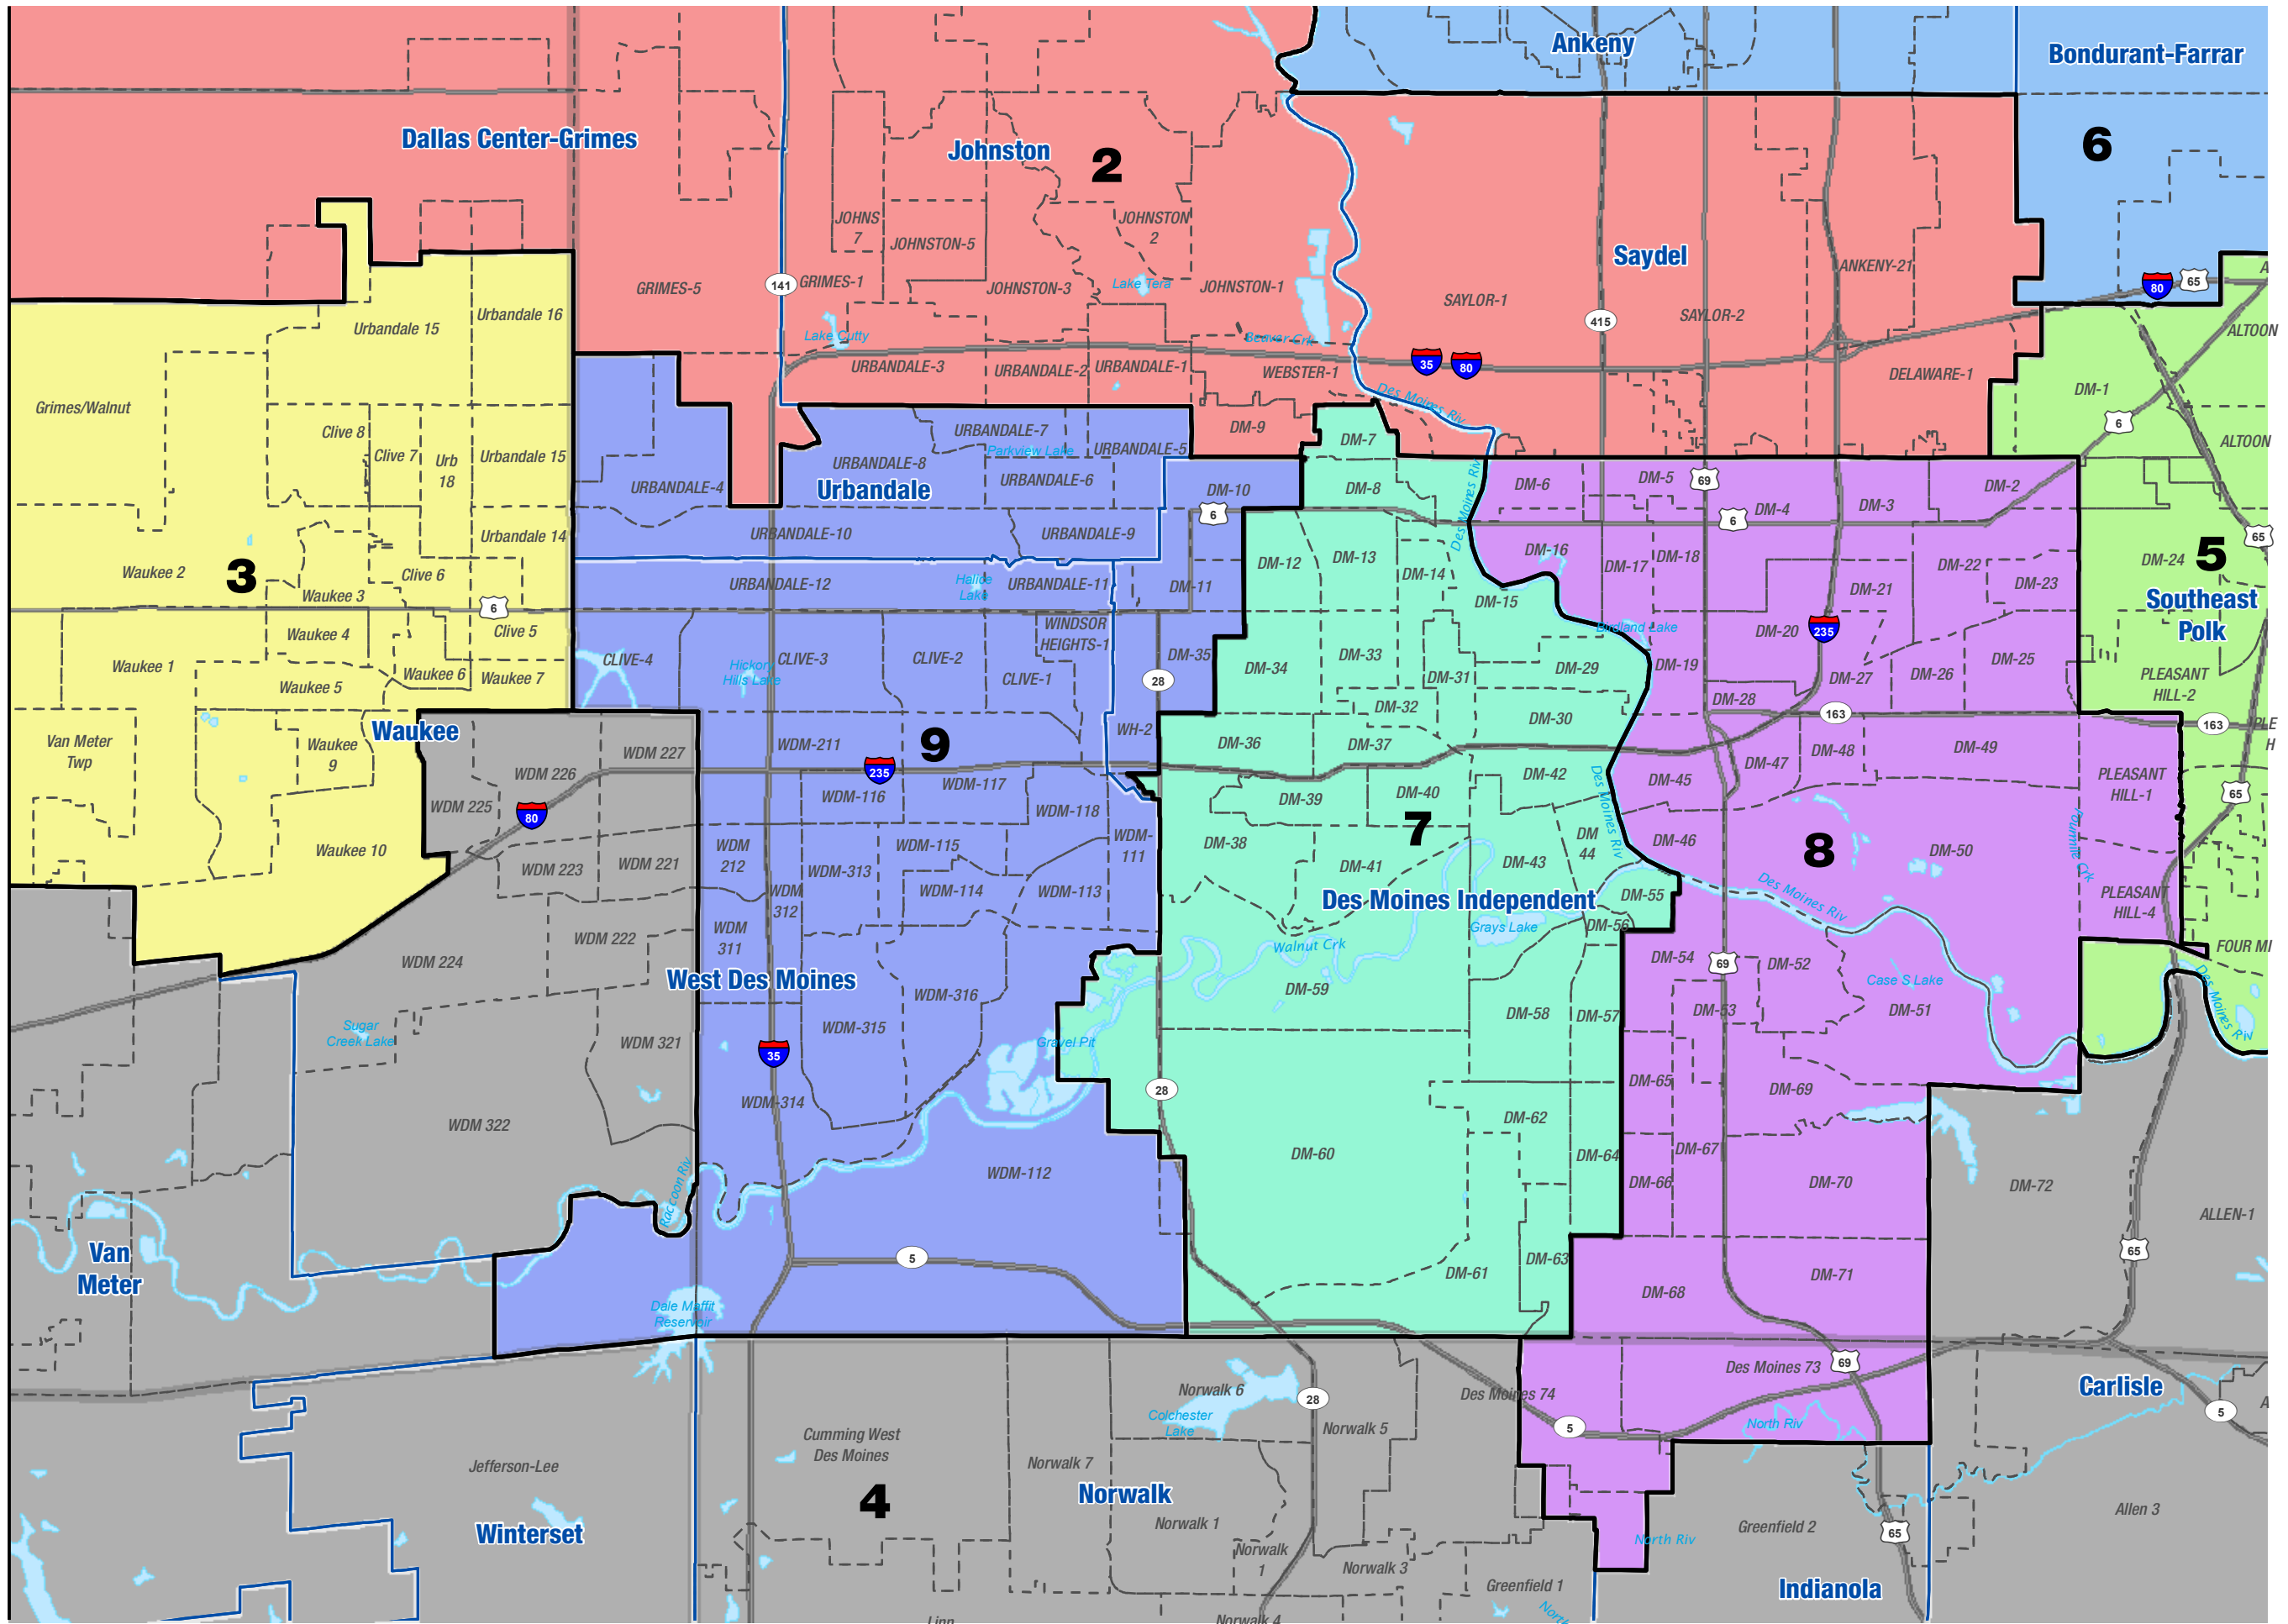 Ankeny
Bondurant-Farrar
Dallas Center-Grimes
Johnston
2
6
JOHNS
7
JOHNSTON-5
JOHNSTON
2
Saydel
ANKENY-21
GRIMES-5
141
GRIMES-1
JOHNSTON-3
Lake Tera
JOHNSTON-1
SAYLOR-1
SAYLOR-2
415
80
65
Urbandale 15
Urbandale 16
Lake Cutty
Beaver Crk
ALTOON
URBANDALE-3
URBANDALE-2
URBANDALE-1
WEBSTER-1
35
80
DELAWARE-1
Des Moines Riv
DM-1
Grimes/Walnut
Clive 8
Clive 7
Urb
18
Urbandale 15
URBANDALE-7
Parkview Lake
URBANDALE-5
DM-9
DM-7
6
ALTOON
URBANDALE-8
URBANDALE-6
URBANDALE-4
Urbandale
DM-10
DM-8
Des Moines Riv
DM-6
DM-5
69
DM-4
DM-3
DM-2
6
6
Urbandale 14
URBANDALE-10
URBANDALE-9
65
Waukee 2
3
Clive 6
Waukee 3
URBANDALE-12
Halice
Lake
URBANDALE-11
DM-11
DM-12
DM-13
DM-14
DM-15
DM-16
DM-17
DM-18
DM-21
DM-22
DM-23
DM-24
5
Southeast
Polk
6
Waukee 4
Clive 5
WINDSOR
HEIGHTS-1
Birdland Lake
DM-20
235
Waukee 1
Waukee 5
Waukee 6
Waukee 7
CLIVE-4
Hickory
Hills Lake
CLIVE-3
CLIVE-2
CLIVE-1
28
DM-35
DM-34
DM-33
DM-31
DM-29
DM-19
DM-28
DM-27
DM-26
DM-25
PLEASANT
HILL-2
DM-32
DM-30
163
163
PLE
H
Waukee
Van Meter
Twp
Waukee
9
WDM 226
WDM 227
WDM-211
9
WH-2
DM-36
DM-37
DM-47
DM-48
DM-49
235
WDM 225
80
WDM-116
WDM-117
WDM-118
DM-39
DM-40
DM-42
Des Moines Riv
DM-45
PLEASANT
HILL-1
65
Waukee 10
WDM 223
WDM 221
WDM
212
WDM-115
WDM-313
WDM-114
WDM-113
WDM-
111
DM-38
7
DM-41
DM-43
DM
44
DM-46
8
DM-50
Fourmile Crk
WDM
312
Des Moines Independent
DM-55
Des Moines Riv
PLEASANT
HILL-4
WDM 222
WDM 224
WDM
311
West Des Moines
Walnut Crk
Grays Lake
DM-56
DM-54
69
DM-52
FOUR MI
Case S Lake
Des Moines Riv
WDM-316
DM-59
DM-58
DM-57
DM-53
DM-51
Sugar
Creek Lake
WDM 321
WDM-315
Gravel Pit
35
28
WDM-314
WDM 322
DM-65
DM-69
DM-62
DM-60
DM-64
DM-67
DM-66
DM-70
DM-72
WDM-112
Raccoon Riv
ALLEN-1
Van
Meter
5
DM-63
DM-61
DM-68
DM-71
65
Dale Maffit
Reservoir
Norwalk 6
28
Des Moines 74
Des Moines 73
69
Carlisle
Colchester
Lake
Norwalk 5
5
North Riv
5
A
Cumming West
Des Moines
Jefferson-Lee
Norwalk 7
4
Norwalk
Norwalk 1
Winterset
Greenfield 2
65
Allen 3
North Riv
Norwalk
1
Norwalk 3
Greenfield 1
Indianola
North
Linn
Norwalk 4